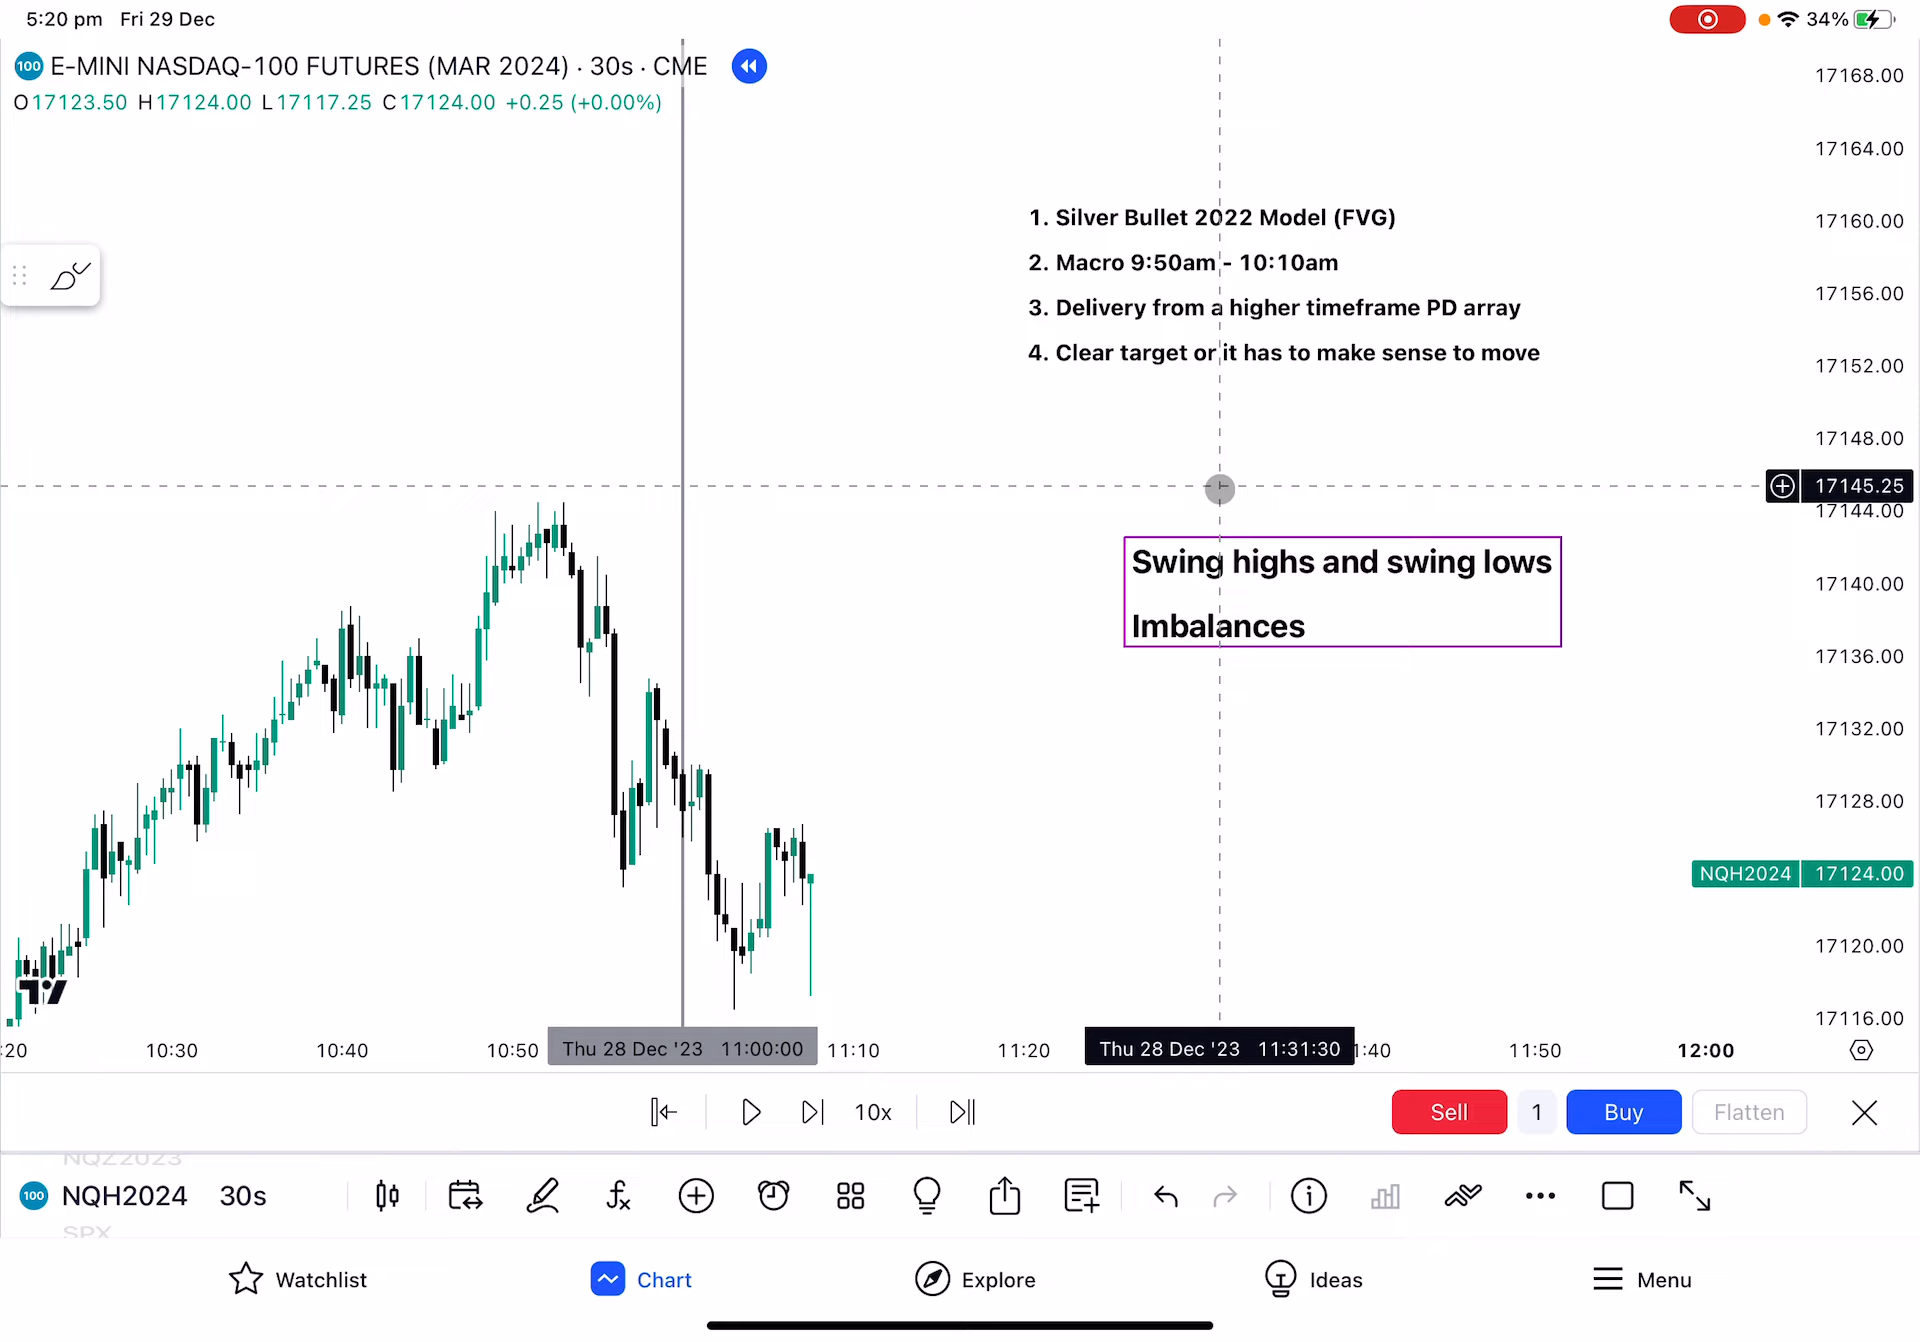 5:20 pm Fri 29 Dec
34%
100 E-MINI NASDAQ-100 FUTURES (MAR 2024) · 30s · CME
O17123.50 H17124.00 L17117.25 C17124.00 +0.25 (+0.00%)
17168.00
17164.00
1. Silver Bullet 2022 Model (FVG)
17160.00
2. Macro 9:50am - 10:10am
17156.00
3. Delivery from a higher timeframe PD array
4. Clear target or it has to make sense to move
17152.00
17148.00
17145.25
17144.00
Swing highs and swing lows
17140.00
Imbalances
17136.00
17132.00
17128.00
NQH2024 17124.00
17120.00
17116.00
:20 10:30 10:40 10:50 Thu 28 Dec '23 11:00:00 11:10 11:20 Thu 28 Dec '23 11:31:30 1:40 11:50 12:00
10x
Sell 1 Buy Flatten
NQZ2023
100 NQH2024 30s
SPX
Watchlist Chart Explore Ideas Menu